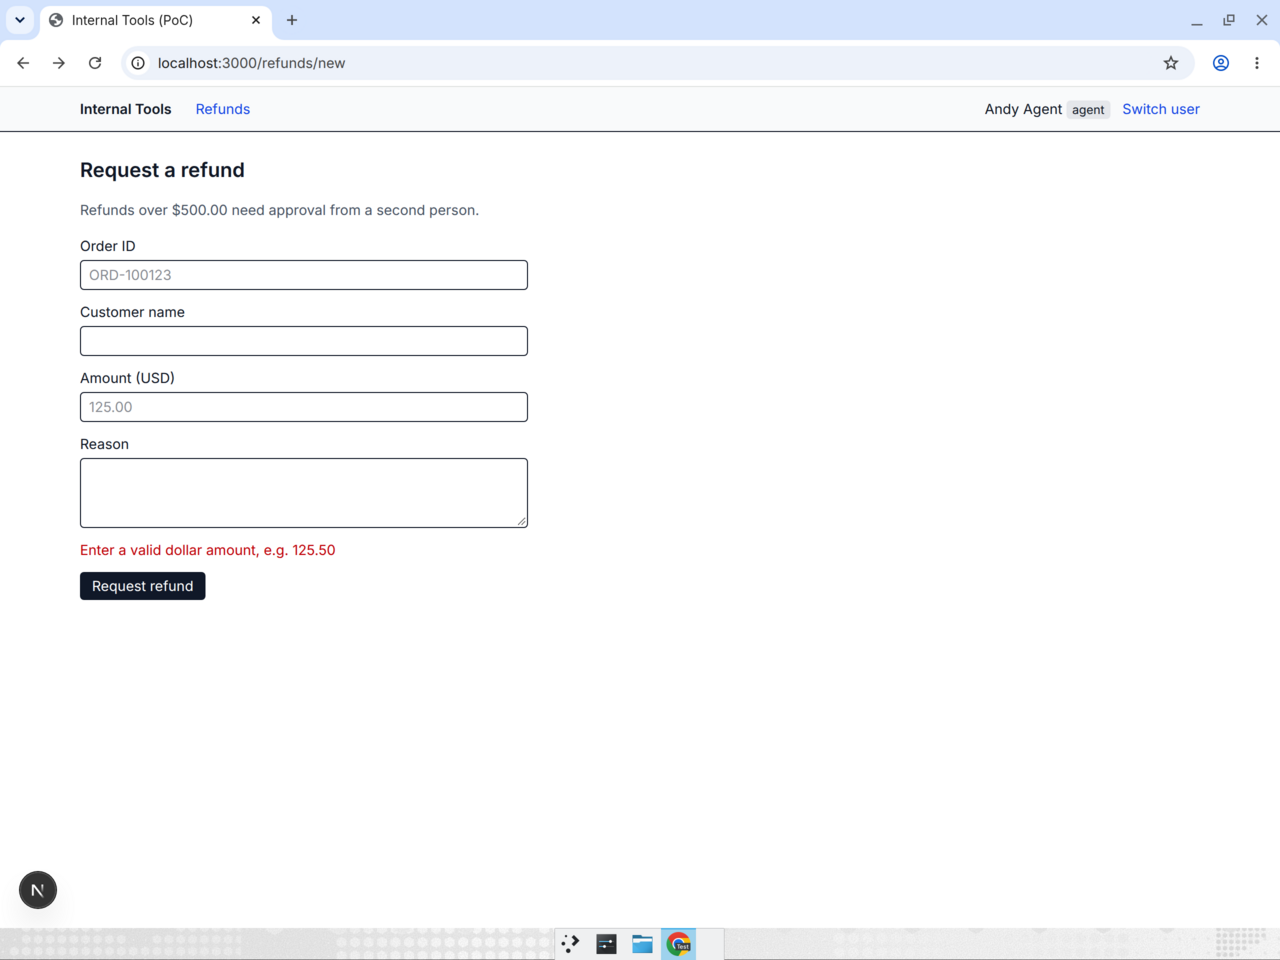 Internal Tools (PoC)
localhost:3000/refunds/new
Internal Tools Refunds Andy Agent agent Switch user
Request a refund
Refunds over $500.00 need approval from a second person.
Order ID
ORD-100123
Customer name
Amount (USD)
125.00
Reason
Enter a valid dollar amount, e.g. 125.50
Request refund
N
Test